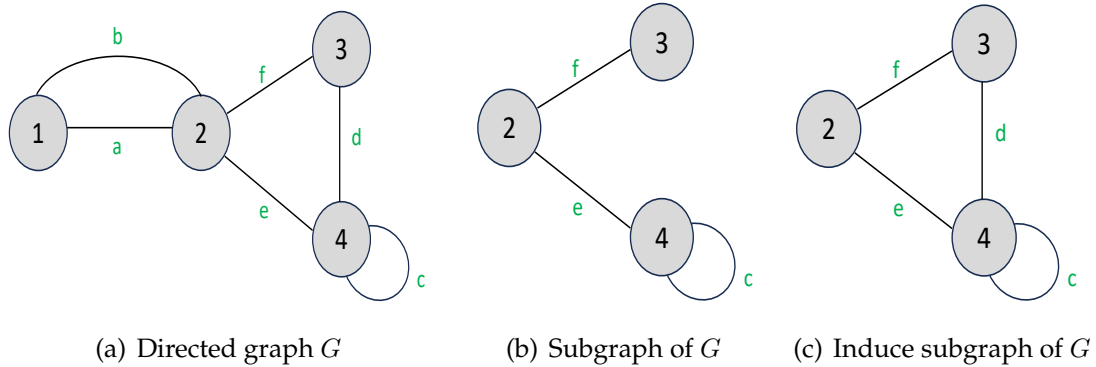 b
1
a
2
f
3
d
e
4
c
2
f
3
e
4
c
2
f
3
d
e
4
c
(a) Directed graph G
(b) Subgraph of G
(c) Induce subgraph of G